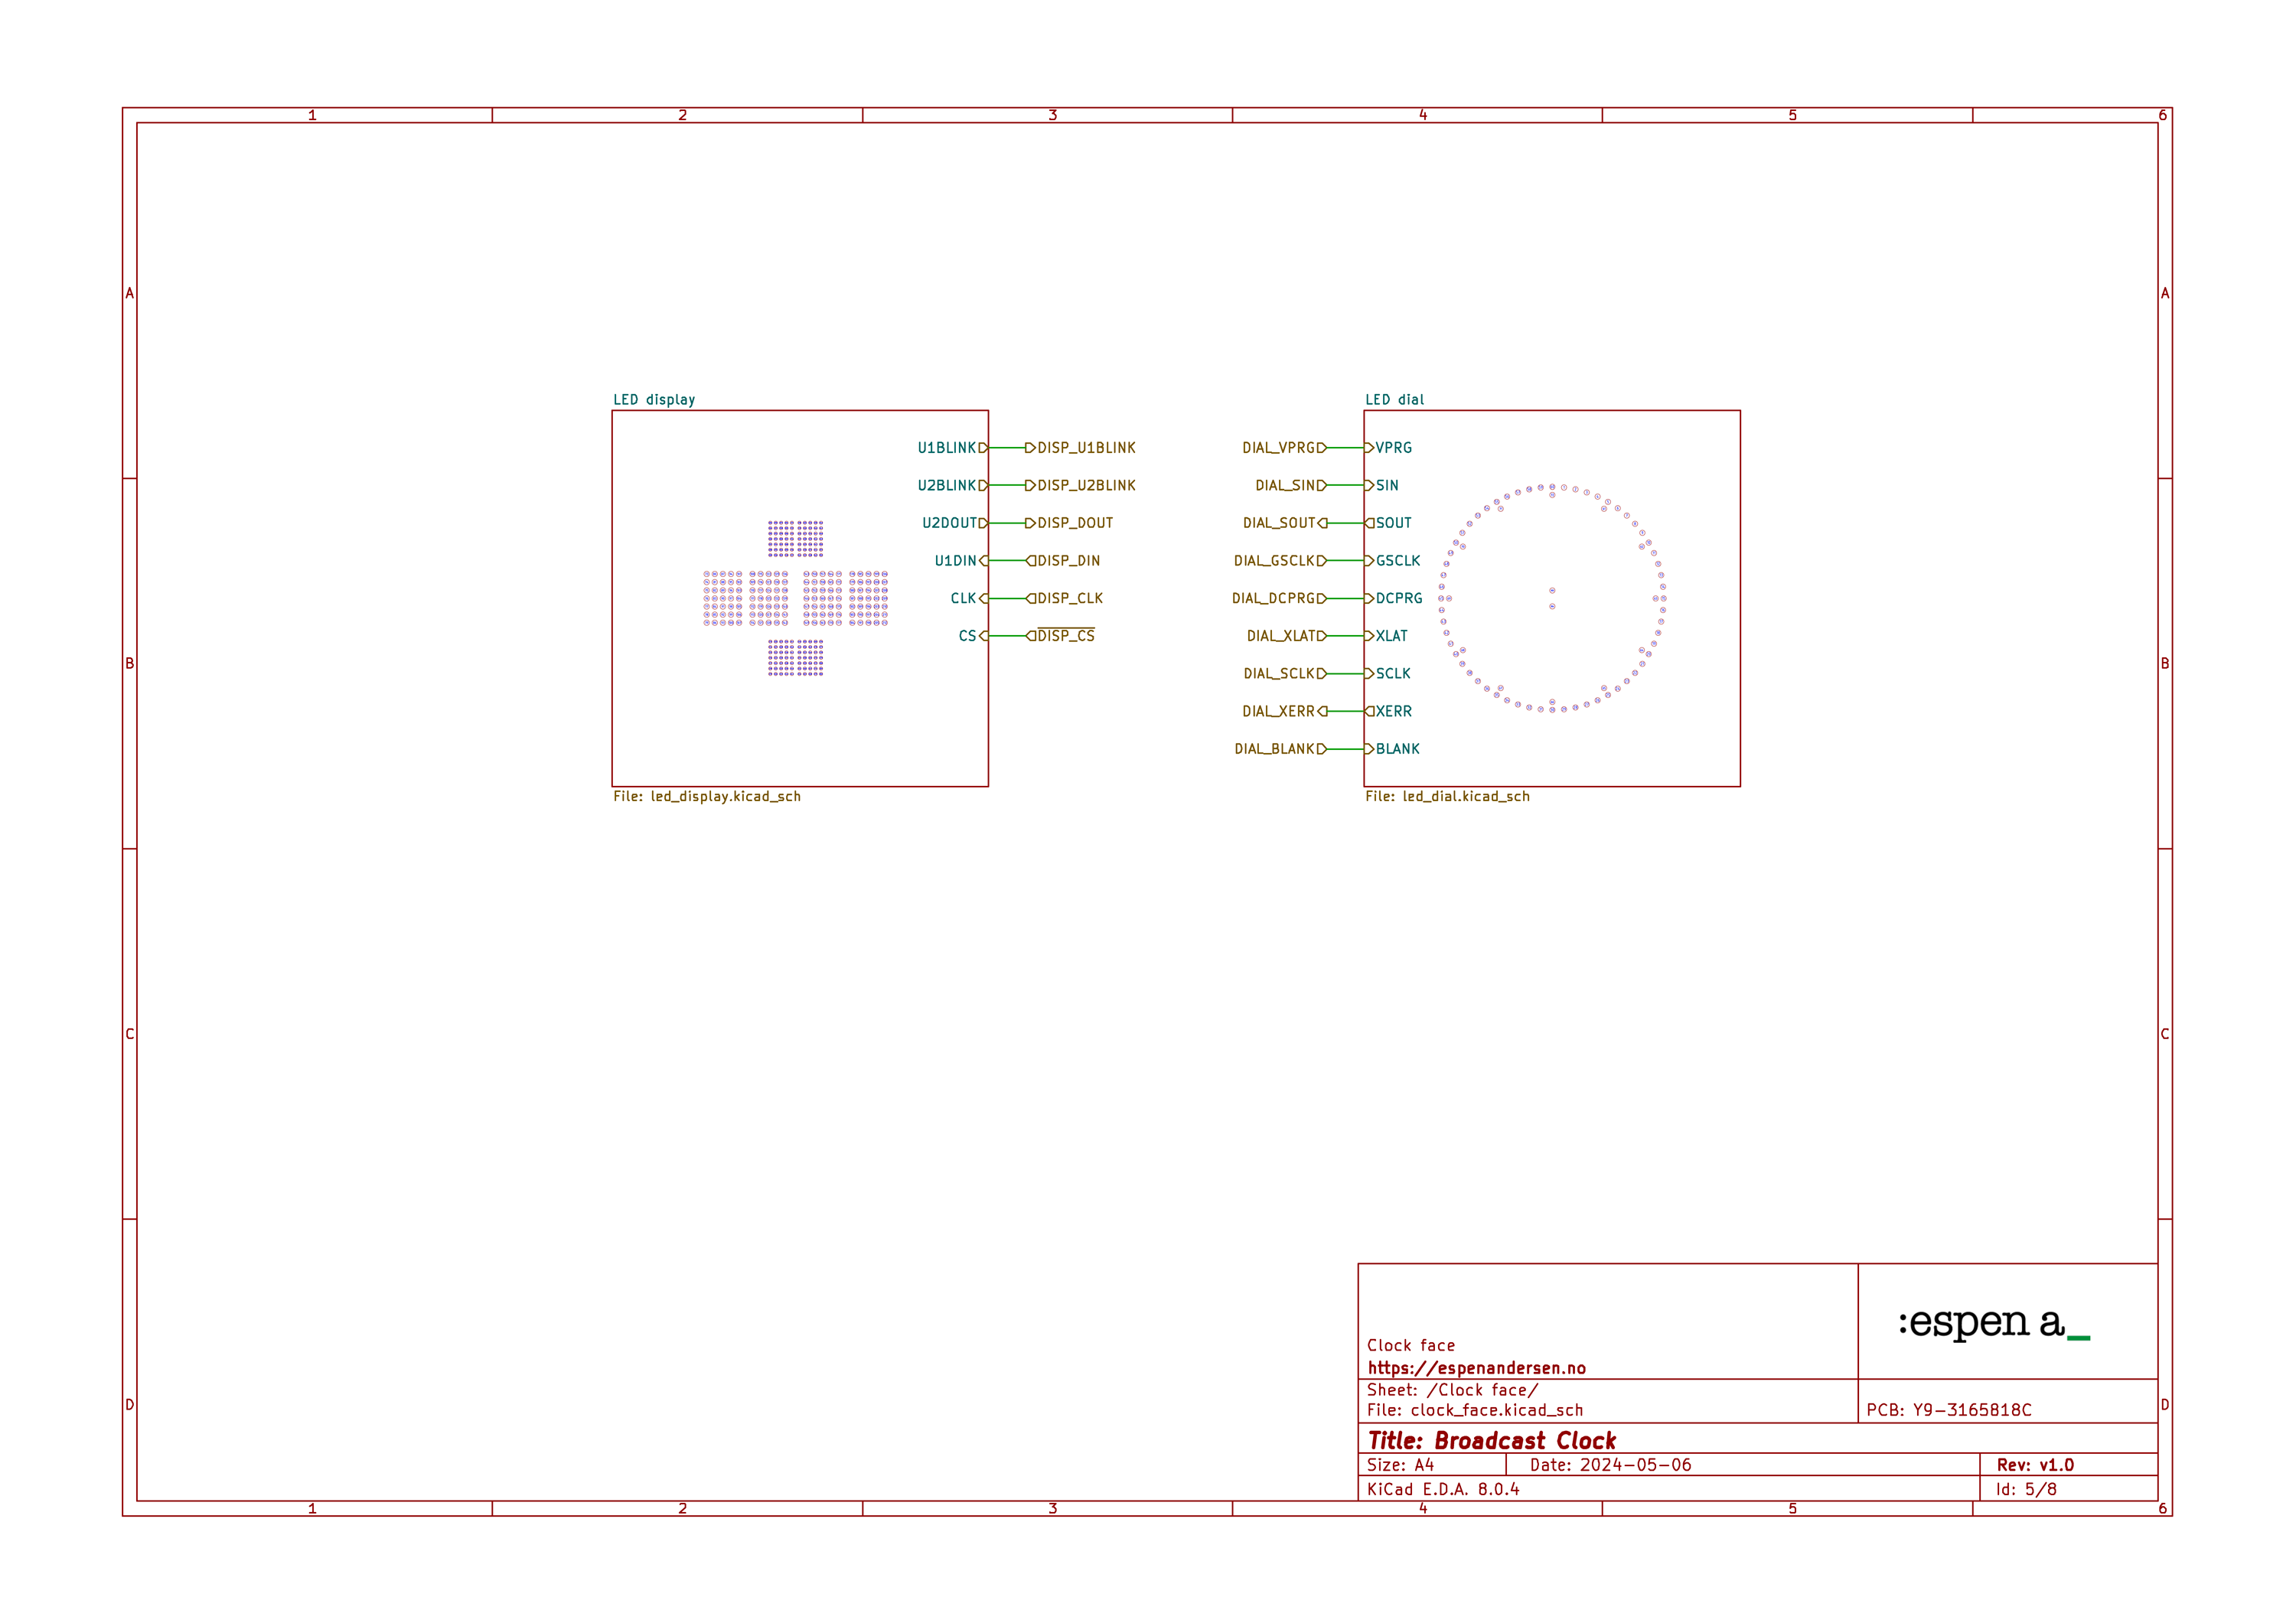 1 2 3 4 5 6
A A
B B
C C
D D
LED display
U1BLINK DISP_U1BLINK
U2BLINK DISP_U2BLINK
U2DOUT DISP_DOUT
U1DIN DISP_DIN
CLK DISP_CLK
CS DISP_CS
File: led_display.kicad_sch
LED dial
DIAL_VPRG VPRG
DIAL_SIN SIN
DIAL_SOUT SOUT
DIAL_GSCLK GSCLK
DIAL_DCPRG DCPRG
DIAL_XLAT XLAT
DIAL_SCLK SCLK
DIAL_XERR XERR
DIAL_BLANK BLANK
File: led_dial.kicad_sch
:espen a_
Clock face
https://espenandersen.no
Sheet: /Clock face/
File: clock_face.kicad_sch
PCB: Y9-3165818C
Title: Broadcast Clock
Size: A4 Date: 2024-05-06 Rev: v1.0
KiCad E.D.A. 8.0.4 Id: 5/8
1 2 3 4 5 6